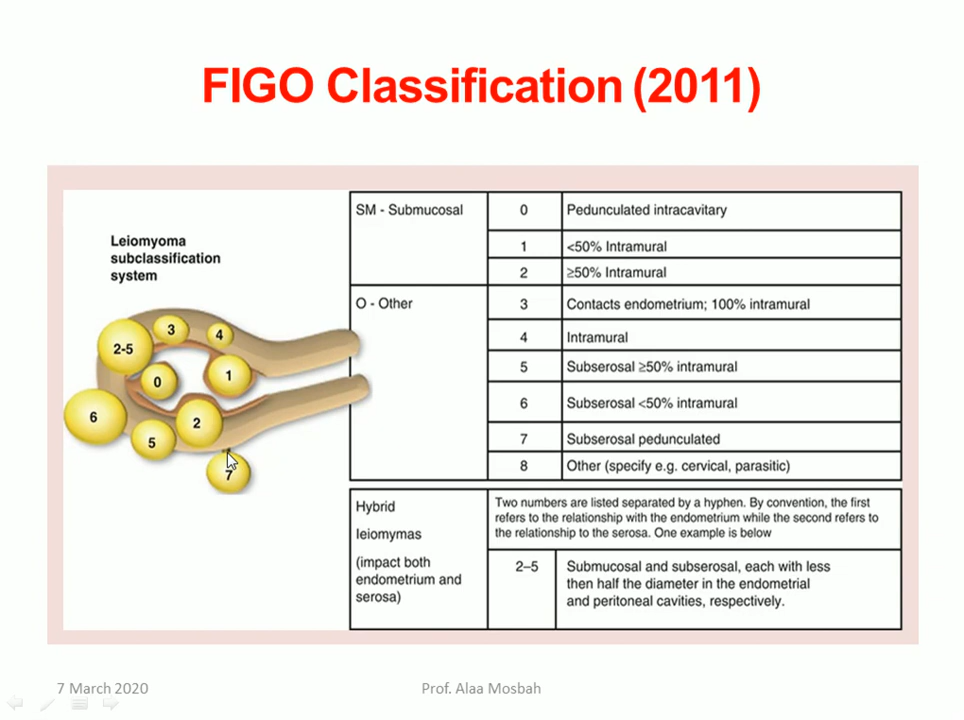 FIGO Classification (2011)
Leiomyoma
subclassification
system
3
4
2-5
0
1
6
2
5
7
SM - Submucosal
0
Pedunculated intracavitary
1
<50% Intramural
2
≥50% Intramural
O - Other
3
Contacts endometrium; 100% intramural
4
Intramural
5
Subserosal ≥50% intramural
6
Subserosal <50% intramural
7
Subserosal pedunculated
8
Other (specify e.g. cervical, parasitic)
Hybrid
leiomymas
(impact both
endometrium and
serosa)
Two numbers are listed separated by a hyphen. By convention, the first
refers to the relationship with the endometrium while the second refers to
the relationship to the serosa. One example is below
2–5
Submucosal and subserosal, each with less
then half the diameter in the endometrial
and peritoneal cavities, respectively.
7 March 2020
Prof. Alaa Mosbah